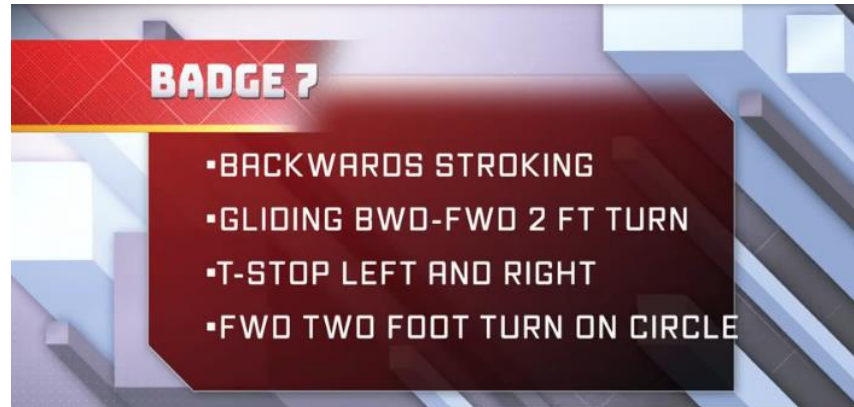 BADGE 7
▪BACKWARDS STROKING
▪GLIDING BWD-FWD 2 FT TURN
▪T-STOP LEFT AND RIGHT
▪FWD TWO FOOT TURN ON CIRCLE